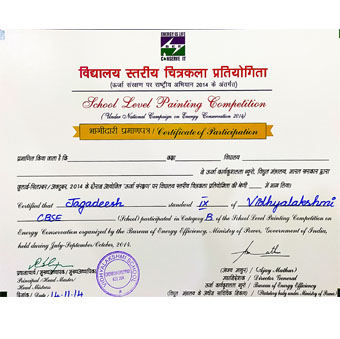 ENERGY IS LIFE
CONSERVE IT
विद्यालय स्तरीय चित्रकला प्रतियोगिता
(ऊर्जा संरक्षण पर राष्ट्रीय अभियान 2014 के अंतर्गत)
School Level Painting Competition
(Under National Campaign on Energy Conservation 2014)
भागीदारी प्रमाणपत्र / Certificate of Participation
प्रमाणित किया जाता है कि कक्षा विद्यालय
ने ऊर्जा कार्यकुशलता ब्यूरो, विद्युत मंत्रालय, भारत सरकार द्वारा
जुलाई-सितम्बर/अक्टूबर, 2014 के दौरान आयोजित 'ऊर्जा संरक्षण' पर विद्यालय स्तरीय चित्रकला प्रतियोगिता की श्रेणी में भाग लिया।
Certified that Jagadeesh standard IX of Vidhyalakshmi
CBSE (School) participated in Category B of the School Level Painting Competition on
Energy Conservation organized by the Bureau of Energy Efficiency, Ministry of Power, Government of India,
held during July-September/October, 2014.
प्रधानाचार्य / मुख्याध्यापक / मुख्याध्यापिका
Principal / Head Master /
Head Mistress
दिनांक / Date 14-11-14
VIDHYALAKSHMI SCHOOL
(अजय माथुर) / (Ajay Mathur)
महानिदेशक / Director General
ऊर्जा कार्यकुशलता ब्यूरो / Bureau of Energy Efficiency
(विद्युत मंत्रालय के अधीन सांविधिक निकाय) (Statutory body under Ministry of Power)